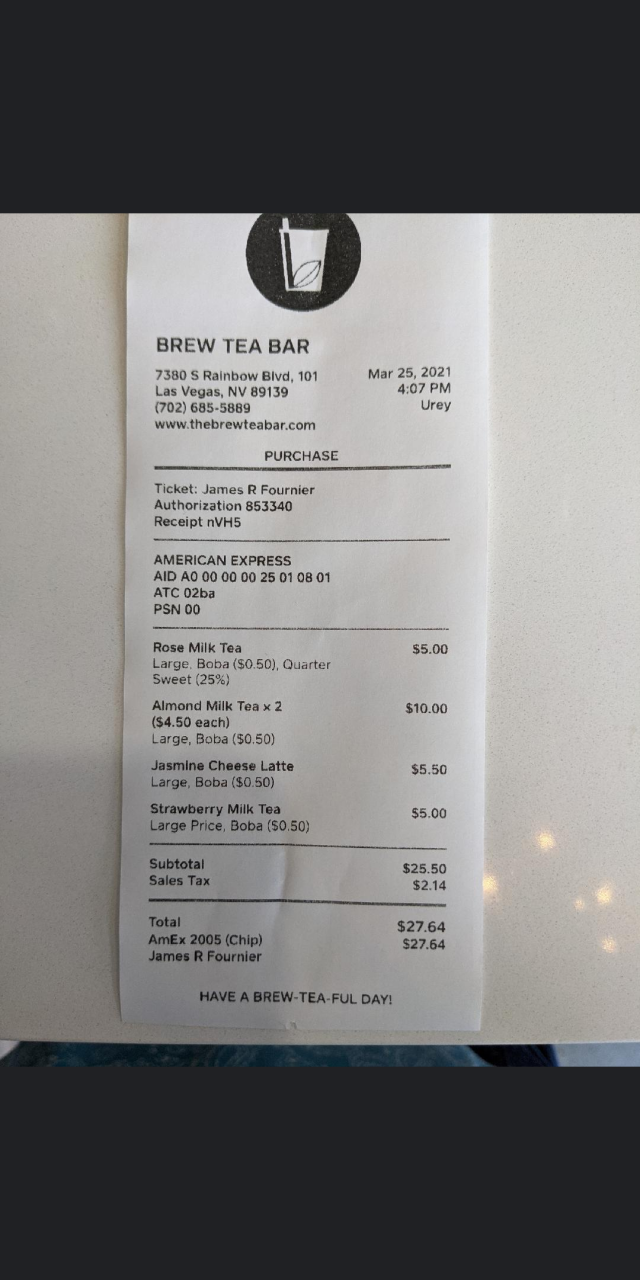 BREW TEA BAR
7380 S Rainbow Blvd, 101
Las Vegas, NV 89139
(702) 685-5889
www.thebrewteabar.com
Mar 25, 2021
4:07 PM
Urey
PURCHASE
Ticket: James R Fournier
Authorization 853340
Receipt nVH5
AMERICAN EXPRESS
AID A0 00 00 00 25 01 08 01
ATC 02ba
PSN 00
Rose Milk Tea $5.00
Large, Boba ($0.50), Quarter
Sweet (25%)
Almond Milk Tea x 2 $10.00
($4.50 each)
Large, Boba ($0.50)
Jasmine Cheese Latte $5.50
Large, Boba ($0.50)
Strawberry Milk Tea $5.00
Large Price, Boba ($0.50)
Subtotal $25.50
Sales Tax $2.14
Total $27.64
AmEx 2005 (Chip) $27.64
James R Fournier
HAVE A BREW-TEA-FUL DAY!